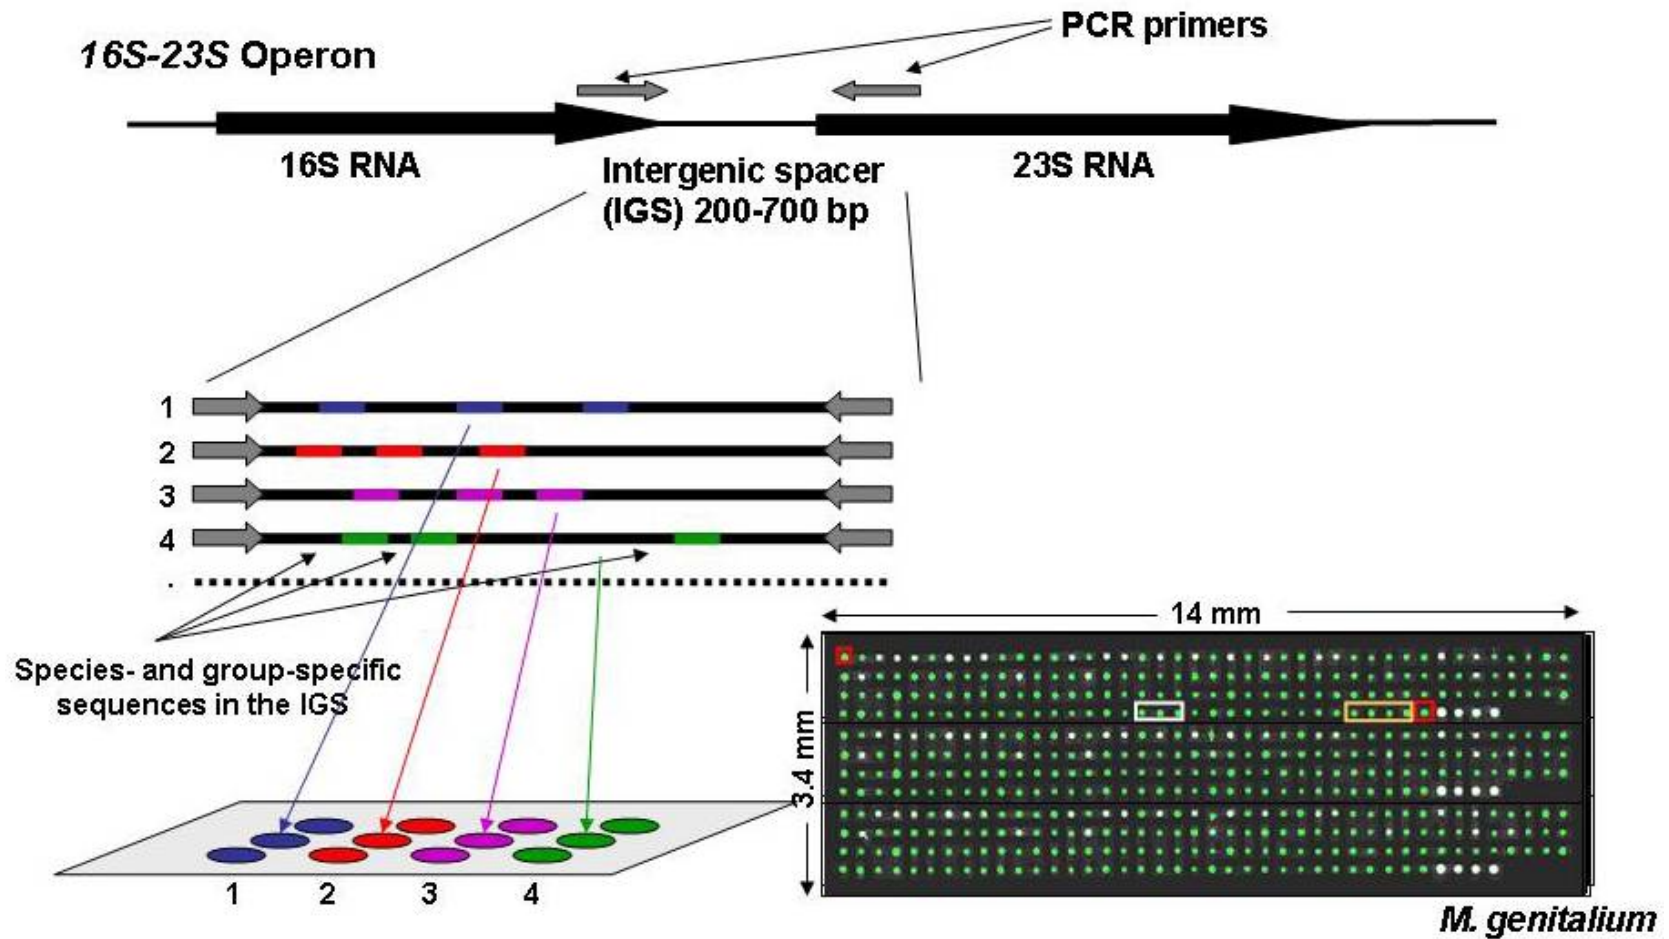 16S-23S Operon
PCR primers
16S RNA
Intergenic spacer
(IGS) 200-700 bp
23S RNA
1
2
3
4
.
Species- and group-specific
sequences in the IGS
1 2 3 4
14 mm
3.4 mm
M. genitalium